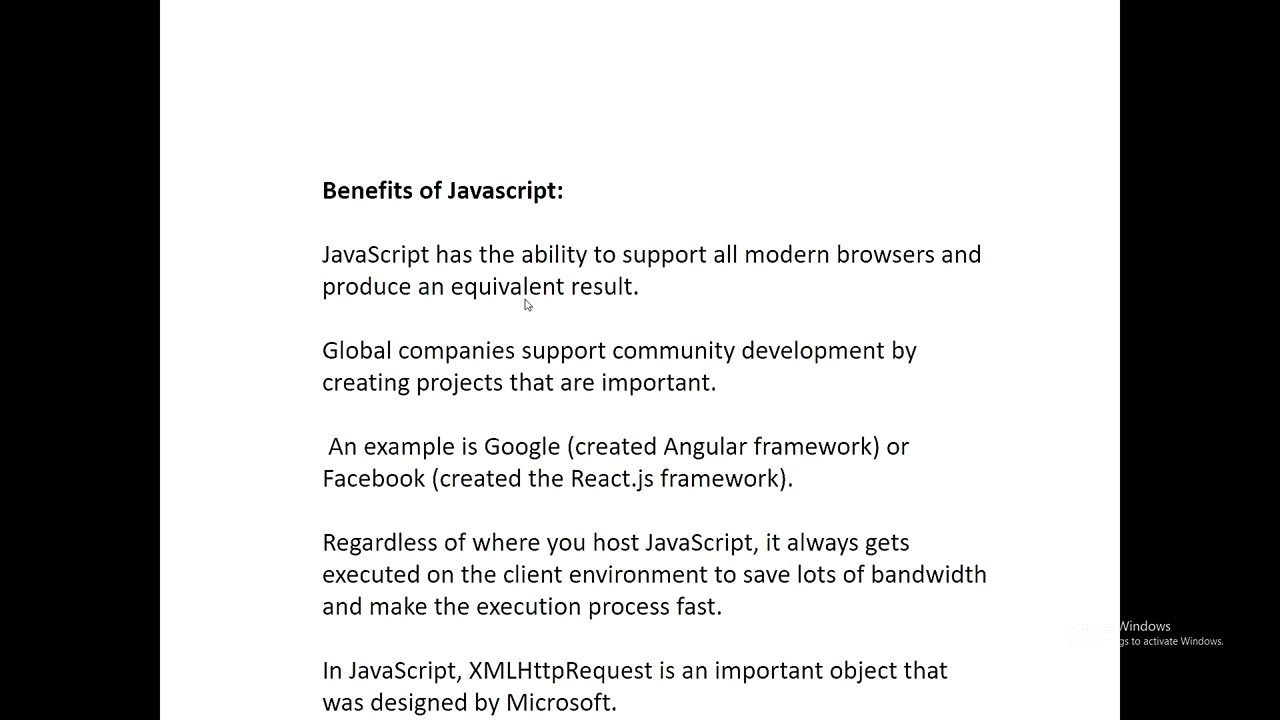 Benefits of Javascript:
JavaScript has the ability to support all modern browsers and
produce an equivalent result.
Global companies support community development by
creating projects that are important.
An example is Google (created Angular framework) or
Facebook (created the React.js framework).
Regardless of where you host JavaScript, it always gets
executed on the client environment to save lots of bandwidth
and make the execution process fast.
In JavaScript, XMLHttpRequest is an important object that
was designed by Microsoft.
Activate Windows
to activate Windows.